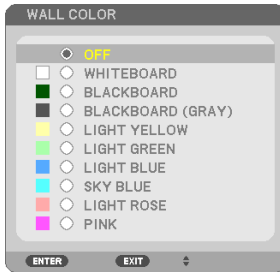 WALL COLOR
OFF
WHITEBOARD
BLACKBOARD
BLACKBOARD (GRAY)
LIGHT YELLOW
LIGHT GREEN
LIGHT BLUE
SKY BLUE
LIGHT ROSE
PINK
ENTER EXIT